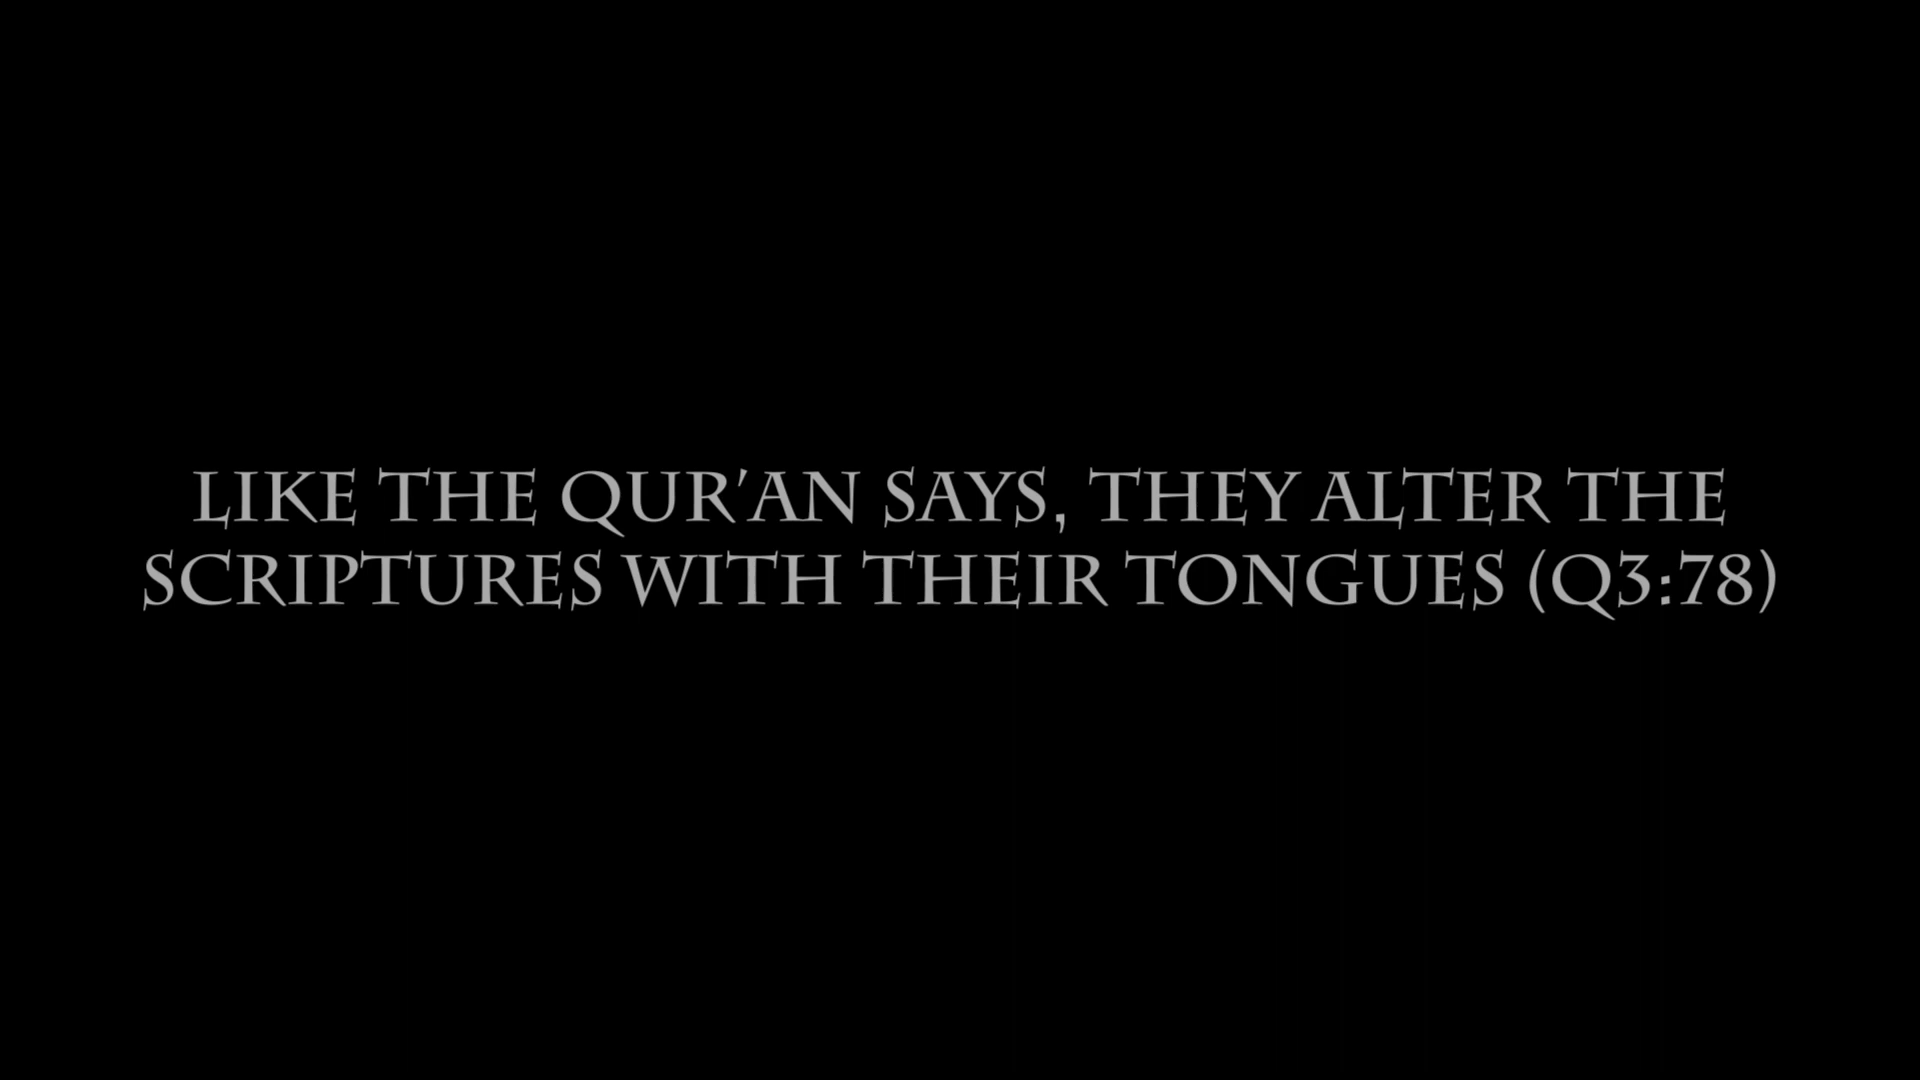 LIKE THE QUR'AN SAYS, THEY ALTER THE
SCRIPTURES WITH THEIR TONGUES (Q3:78)